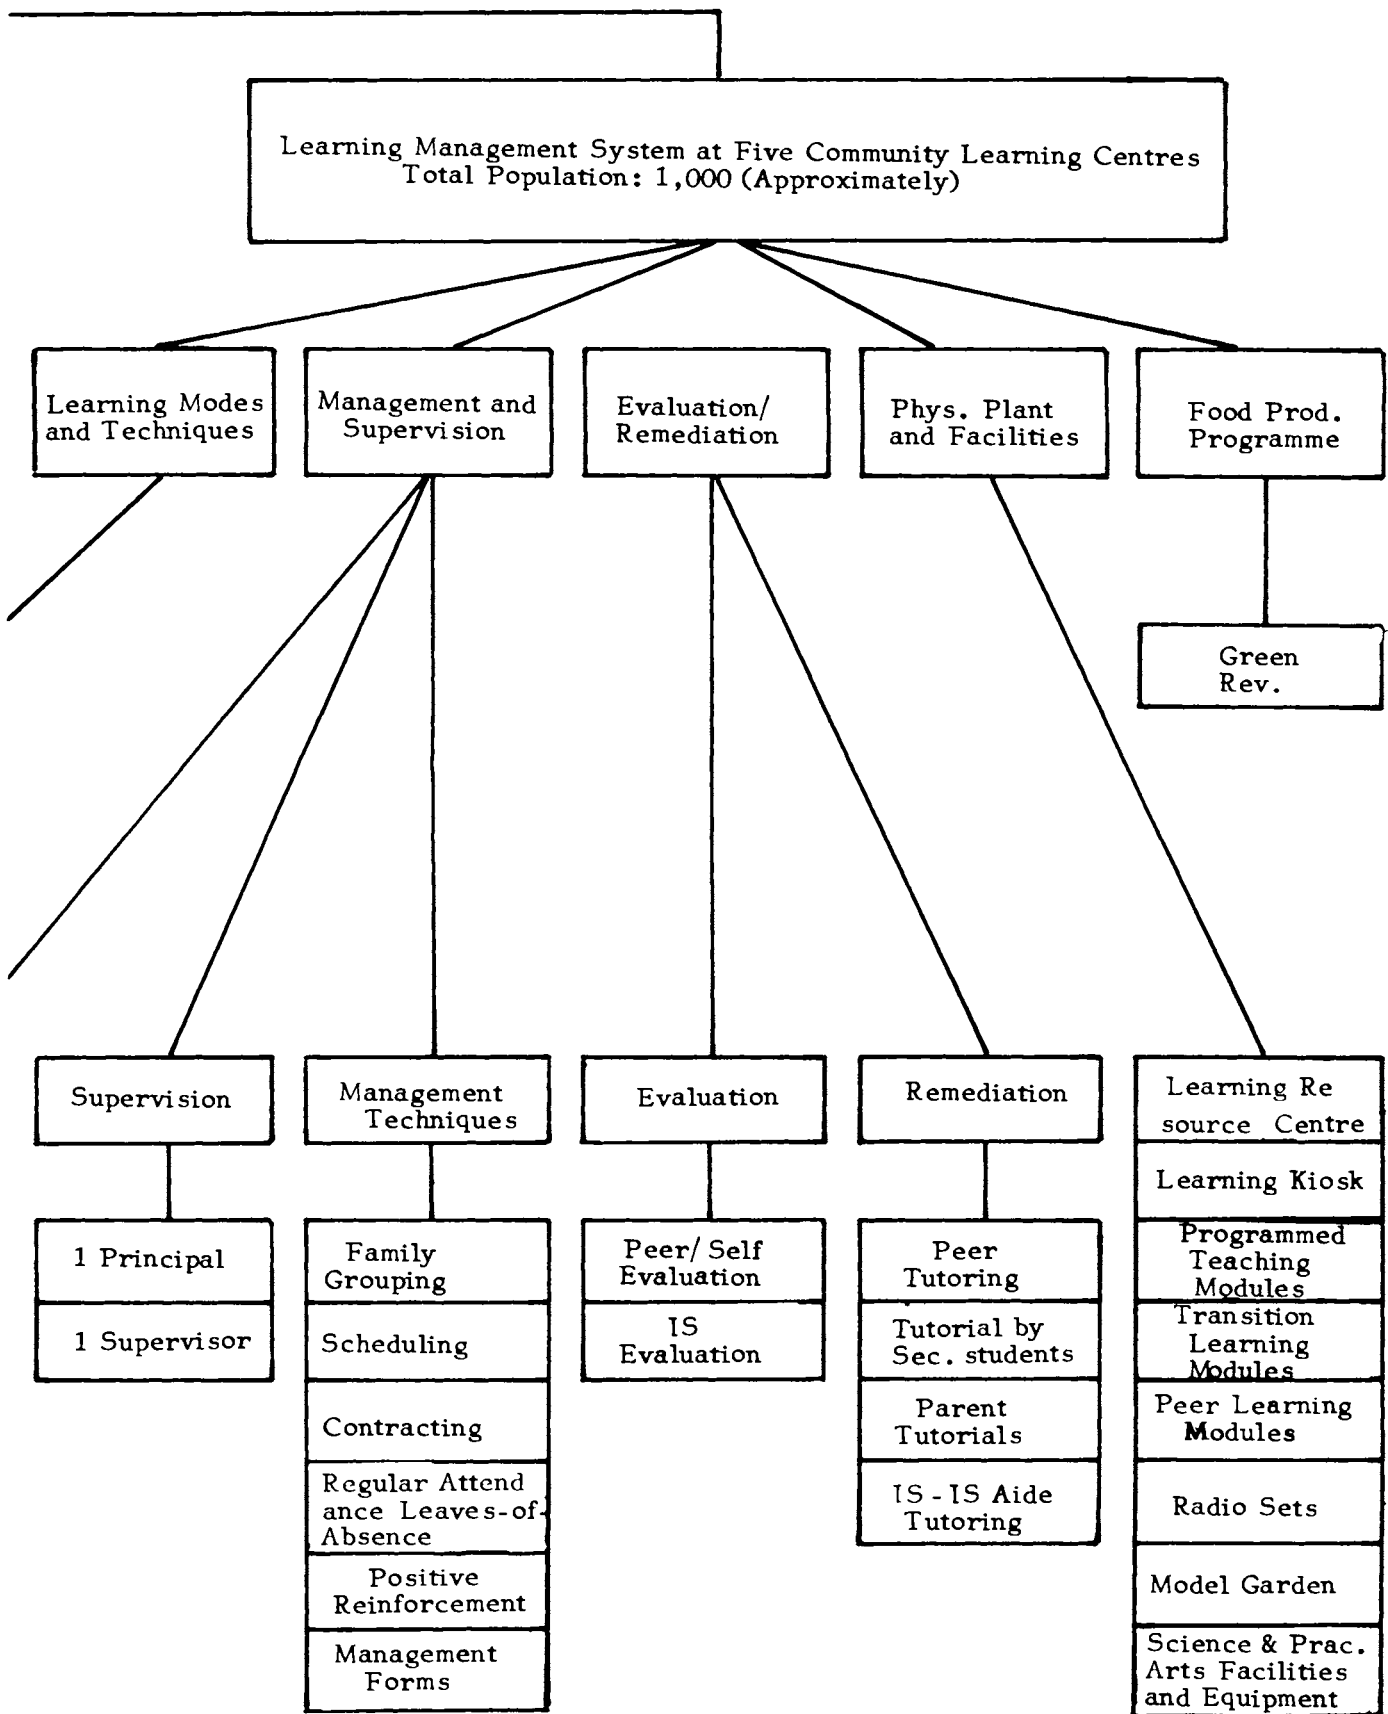 Learning Management System at Five Community Learning Centres
Total Population: 1,000 (Approximately)
Learning Modes
and Techniques
Management and
Supervision
Evaluation/
Remediation
Phys. Plant
and Facilities
Food Prod.
Programme
Green
Rev.
Supervision
1 Principal
1 Supervisor
Management
Techniques
Family
Grouping
Scheduling
Contracting
Regular Attend
ance Leaves-of-
Absence
Positive
Reinforcement
Management
Forms
Evaluation
Peer/Self
Evaluation
IS
Evaluation
Remediation
Peer
Tutoring
Tutorial by
Sec. students
Parent
Tutorials
IS - IS Aide
Tutoring
Learning Re
source Centre
Learning Kiosk
Programmed
Teaching
Modules
Transition
Learning
Modules
Peer Learning
Modules
Radio Sets
Model Garden
Science & Prac.
Arts Facilities
and Equipment